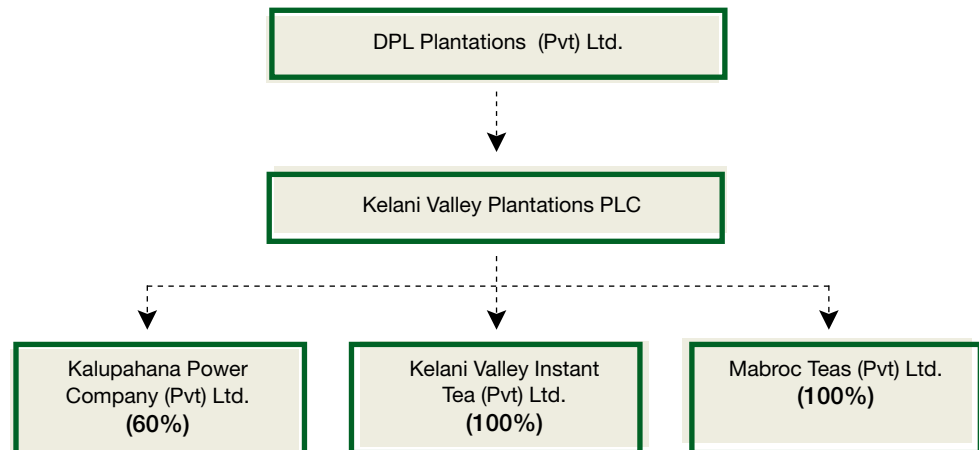 DPL Plantations (Pvt) Ltd.
Kelani Valley Plantations PLC
Kalupahana Power
Company (Pvt) Ltd.
(60%)
Kelani Valley Instant
Tea (Pvt) Ltd.
(100%)
Mabroc Teas (Pvt) Ltd.
(100%)